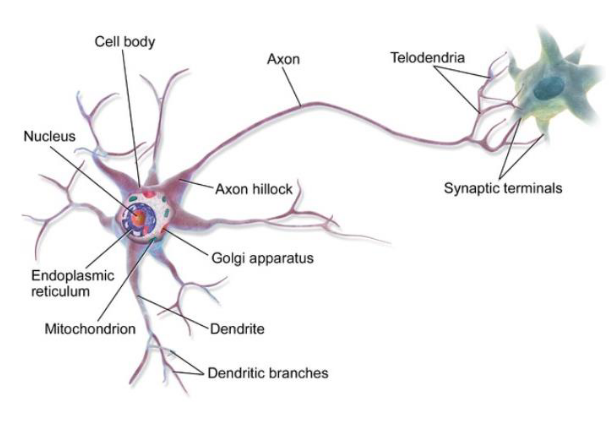 Cell body
Axon
Telodendria
Nucleus
Axon hillock
Synaptic terminals
Golgi apparatus
Endoplasmic
reticulum
Mitochondrion
Dendrite
Dendritic branches